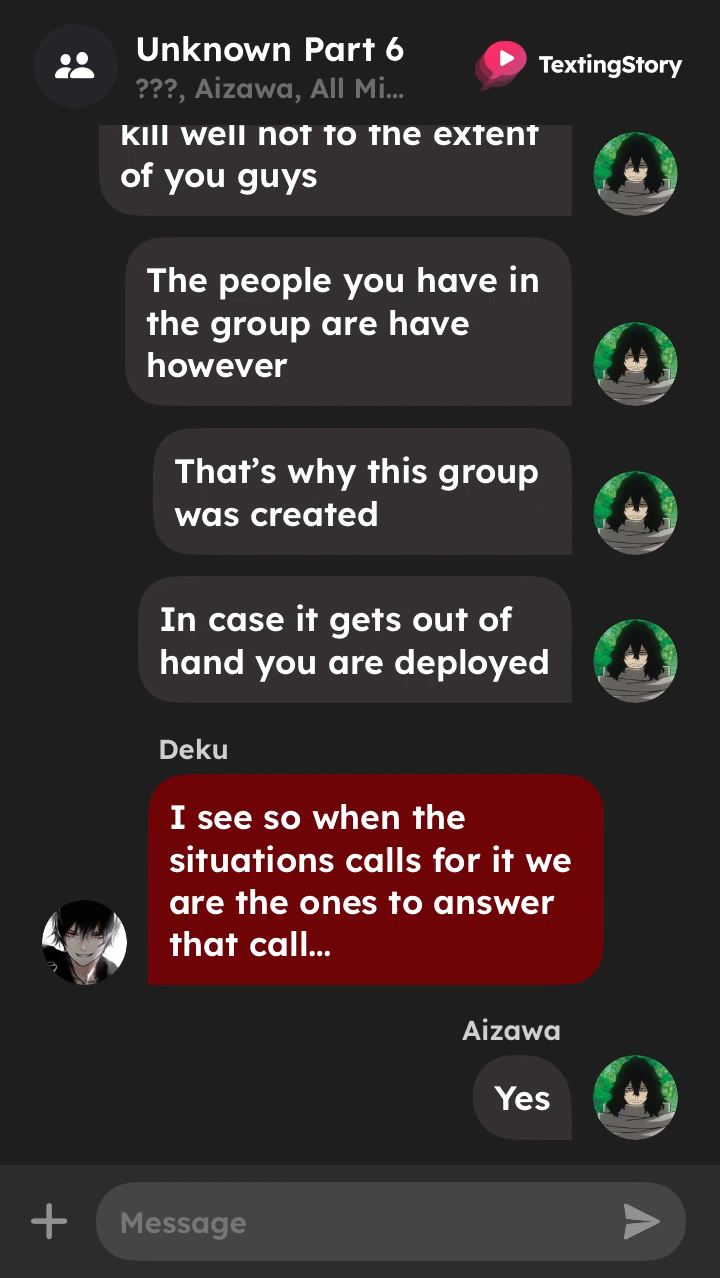 Unknown Part 6
???, Aizawa, All Mi...
TextingStory
kill well not to the extent
of you guys
The people you have in
the group are have
however
That's why this group
was created
In case it gets out of
hand you are deployed
Deku
I see so when the
situations calls for it we
are the ones to answer
that call...
Aizawa
Yes
Message